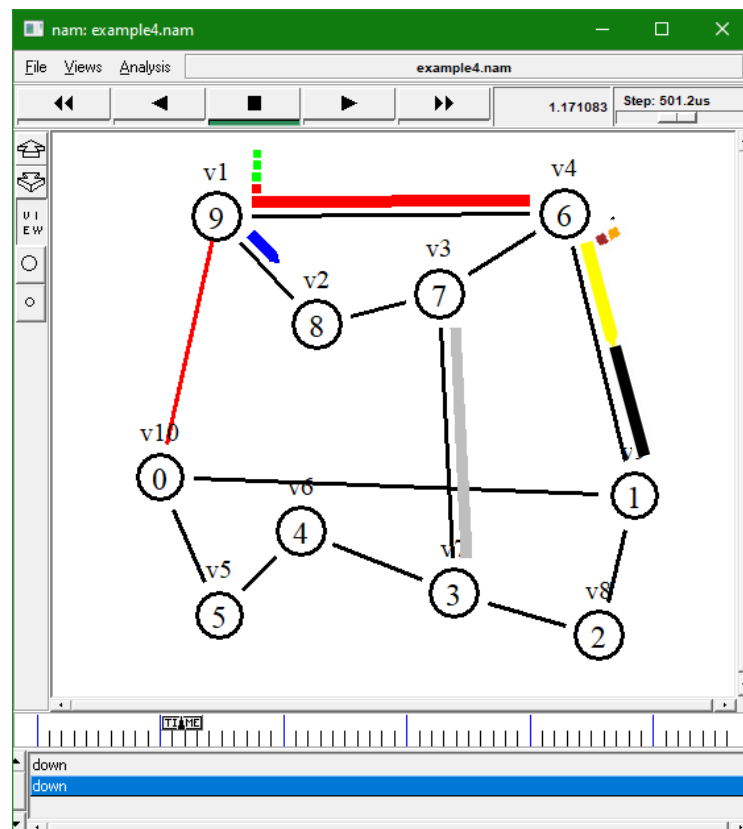 nam: example4.nam
File Views Analysis example4.nam
1.171083 Step: 501.2us
VIEW
v1
9
v4
6
v3
7
v2
8
v10
0
v6
4
1
v5
5
3
v8
2
TIME
down
down